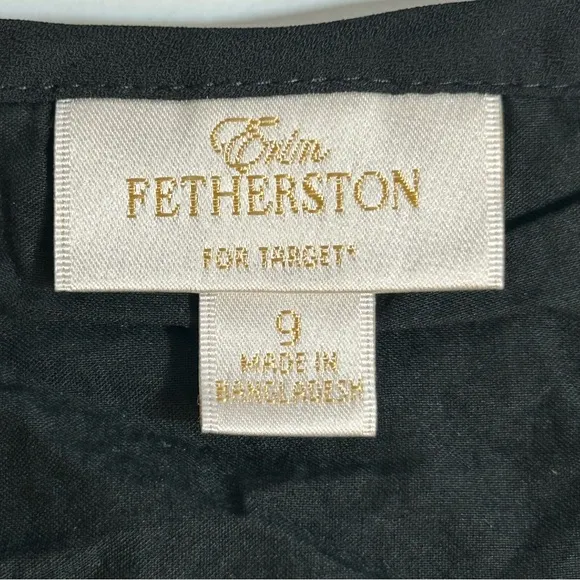 Erin
FETHERSTON
FOR TARGET*
9
MADE IN
BANGLADESH